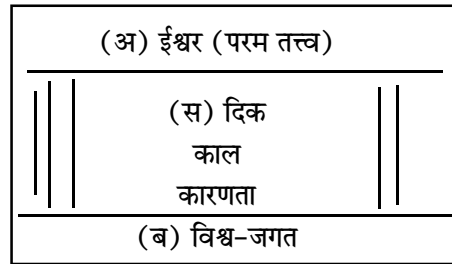 (अ) ईश्वर (परम तत्त्व)
(स) दिक
काल
कारणता
(ब) विश्व-जगत